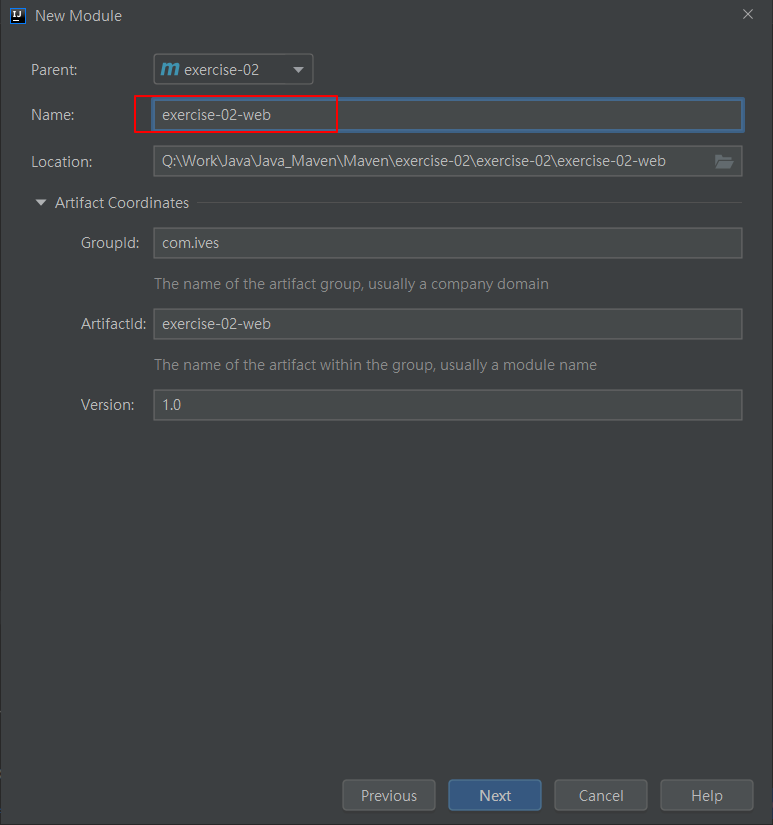 New Module
Parent: m exercise-02
Name: exercise-02-web
Location: Q:\Work\Java\Java_Maven\Maven\exercise-02\exercise-02\exercise-02-web
Artifact Coordinates
GroupId: com.ives
The name of the artifact group, usually a company domain
ArtifactId: exercise-02-web
The name of the artifact within the group, usually a module name
Version: 1.0
Previous Next Cancel Help